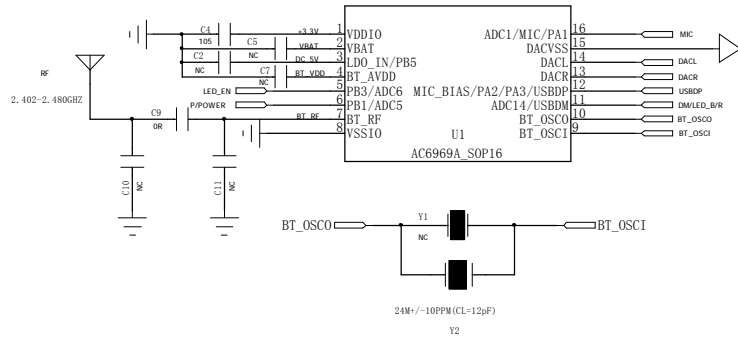 C4
105
+3.3V
1
VDDIO
ADC1/MIC/PA1
16
MIC
C5
NC
VBAT
2
VBAT
DACVSS
15
C2
NC
DC_5V
3
LDO_IN/PB5
DACL
14
DACL
C7
NC
BT_VDD
4
BT_AVDD
DACR
13
DACR
LED_EN
5
PB3/ADC6
MIC_BIAS/PA2/PA3/USBDP
12
USBDP
P/POWER
6
PB1/ADC5
ADC14/USBDM
11
DM/LED_B/R
BT_RF
7
BT_RF
BT_OSCO
10
BT_OSCO
8
VSSIO
U1
BT_OSCI
9
BT_OSCI
AC6969A_SOP16
RF
2.402-2.480GHZ
C9
0R
C10
NC
C11
NC
BT_OSCO
Y1
NC
BT_OSCI
24M+/-10PPM(CL=12pF)
Y2